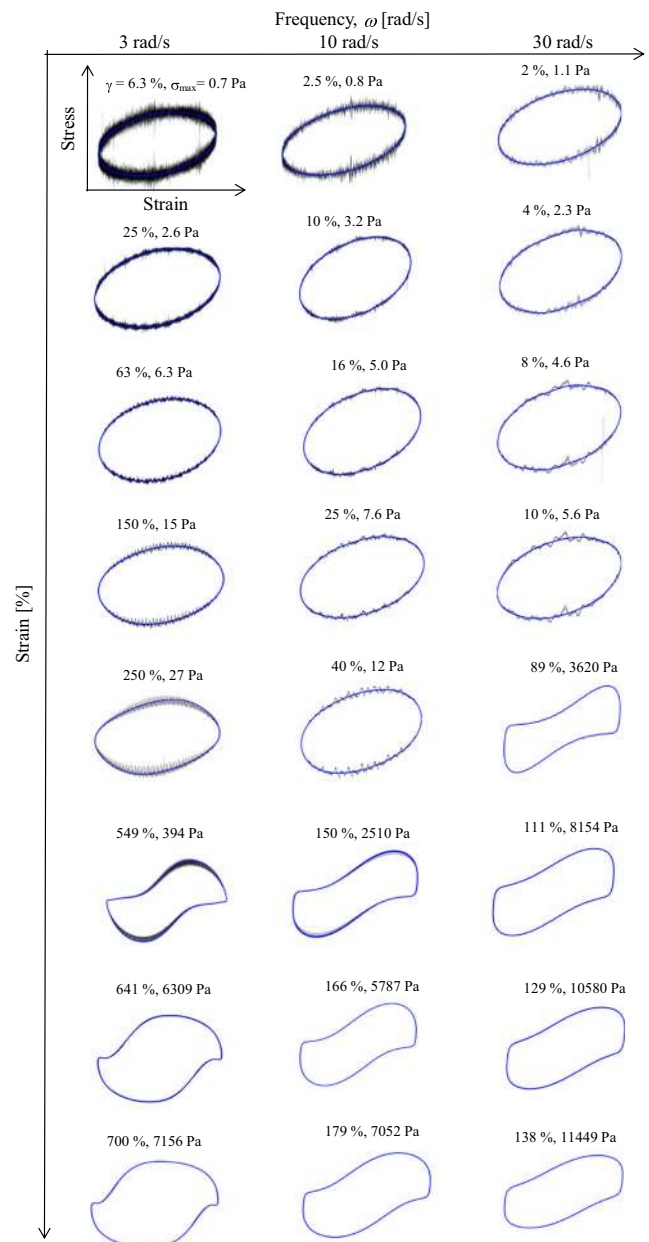 Frequency, ω [rad/s]
3 rad/s 10 rad/s 30 rad/s
γ = 6.3 %, σmax= 0.7 Pa 2.5 %, 0.8 Pa 2 %, 1.1 Pa
Stress
Strain
25 %, 2.6 Pa 10 %, 3.2 Pa 4 %, 2.3 Pa
63 %, 6.3 Pa 16 %, 5.0 Pa 8 %, 4.6 Pa
150 %, 15 Pa 25 %, 7.6 Pa 10 %, 5.6 Pa
Strain [%]
250 %, 27 Pa 40 %, 12 Pa 89 %, 3620 Pa
549 %, 394 Pa 150 %, 2510 Pa 111 %, 8154 Pa
641 %, 6309 Pa 166 %, 5787 Pa 129 %, 10580 Pa
700 %, 7156 Pa 179 %, 7052 Pa 138 %, 11449 Pa